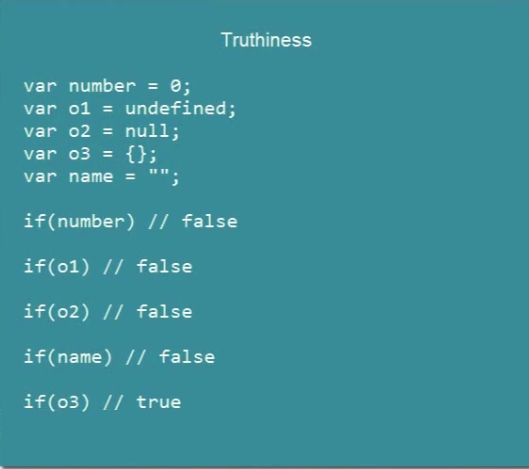 Truthiness
var number = 0;
var o1 = undefined;
var o2 = null;
var o3 = {};
var name = "";
if(number) // false
if(o1) // false
if(o2) // false
if(name) // false
if(o3) // true